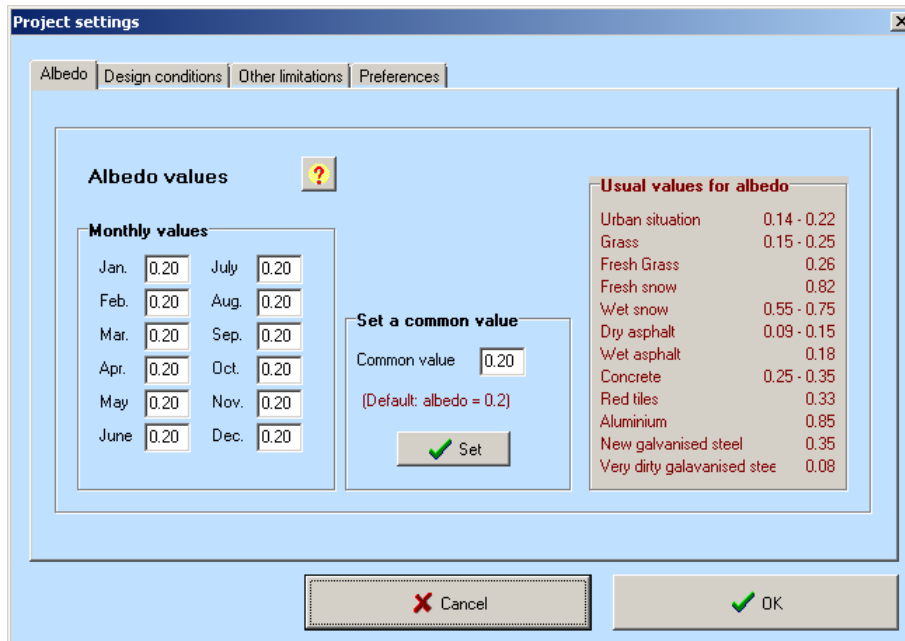 Project settings
Albedo Design conditions Other limitations Preferences
Albedo values ?
Monthly values
Jan. 0.20 July 0.20
Feb. 0.20 Aug. 0.20
Mar. 0.20 Sep. 0.20
Apr. 0.20 Oct. 0.20
May 0.20 Nov. 0.20
June 0.20 Dec. 0.20
Set a common value
Common value 0.20
(Default: albedo = 0.2)
Set
Usual values for albedo
Urban situation 0.14 - 0.22
Grass 0.15 - 0.25
Fresh Grass 0.26
Fresh snow 0.82
Wet snow 0.55 - 0.75
Dry asphalt 0.09 - 0.15
Wet asphalt 0.18
Concrete 0.25 - 0.35
Red tiles 0.33
Aluminium 0.85
New galvanised steel 0.35
Very dirty galavanised stee 0.08
Cancel OK